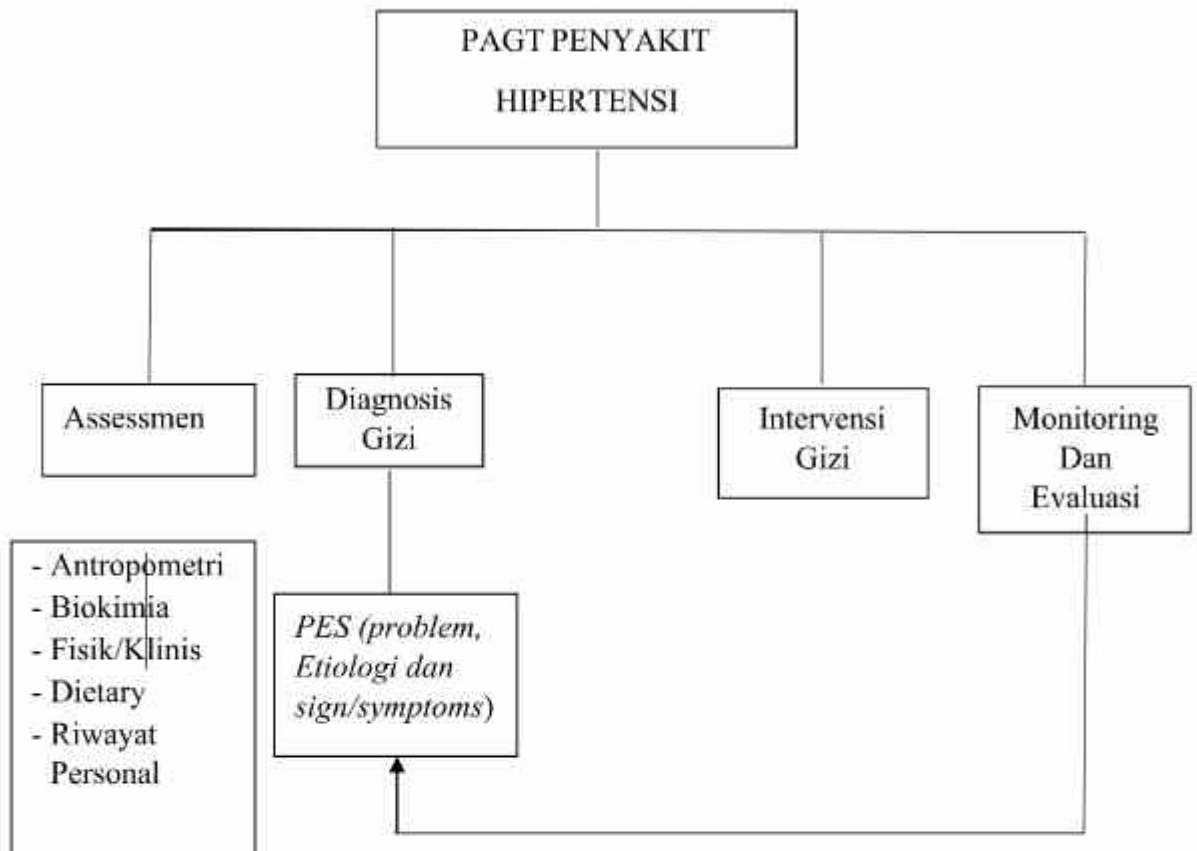 PAGT PENYAKIT
HIPERTENSI
Assessmen
Diagnosis
Gizi
Intervensi
Gizi
Monitoring
Dan
Evaluasi
- Antropometri
- Biokimia
- Fisik/Klinis
- Dietary
- Riwayat
Personal
PES (problem,
Etiologi dan
sign/symptoms)